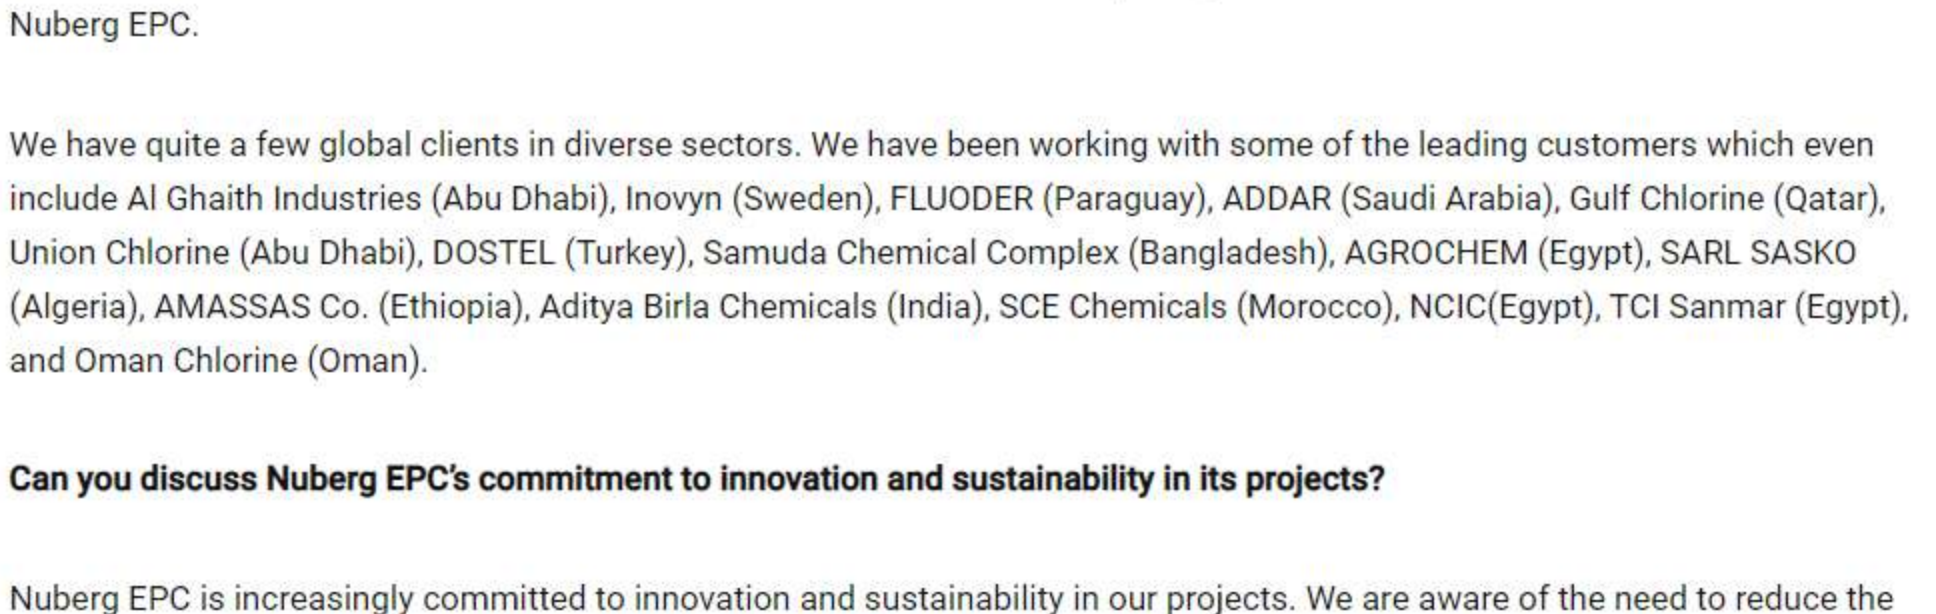 Nuberg EPC.
We have quite a few global clients in diverse sectors. We have been working with some of the leading customers which even
include Al Ghaith Industries (Abu Dhabi), Inovyn (Sweden), FLUODER (Paraguay), ADDAR (Saudi Arabia), Gulf Chlorine (Qatar),
Union Chlorine (Abu Dhabi), DOSTEL (Turkey), Samuda Chemical Complex (Bangladesh), AGROCHEM (Egypt), SARL SASKO
(Algeria), AMASSAS Co. (Ethiopia), Aditya Birla Chemicals (India), SCE Chemicals (Morocco), NCIC(Egypt), TCI Sanmar (Egypt),
and Oman Chlorine (Oman).
Can you discuss Nuberg EPC’s commitment to innovation and sustainability in its projects?
Nuberg EPC is increasingly committed to innovation and sustainability in our projects. We are aware of the need to reduce the